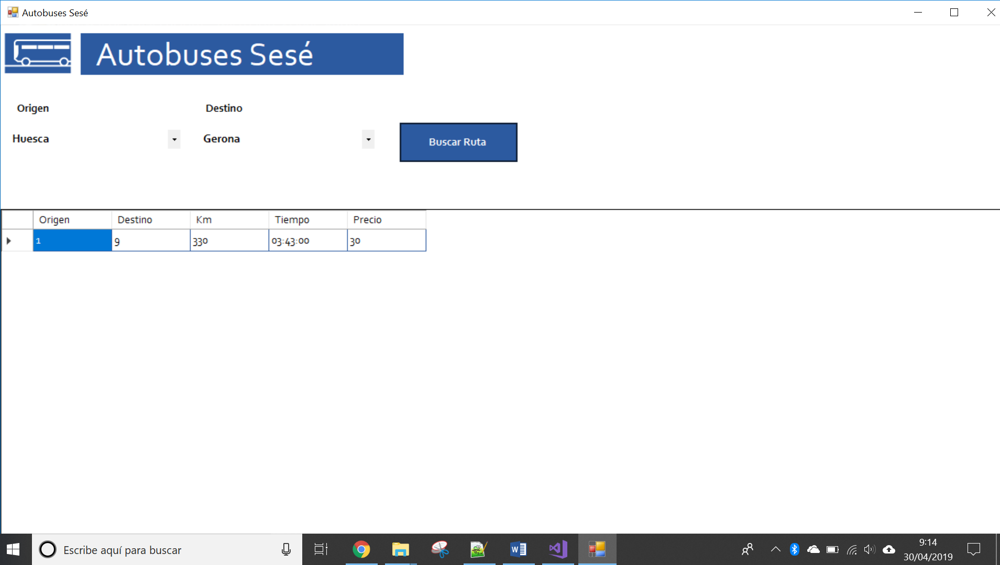 Autobuses Sesé
Autobuses Sesé
Origen Destino
Huesca Gerona Buscar Ruta
Origen Destino Km Tiempo Precio
1 9 330 03:43:00 30
Escribe aquí para buscar
9:14
30/04/2019